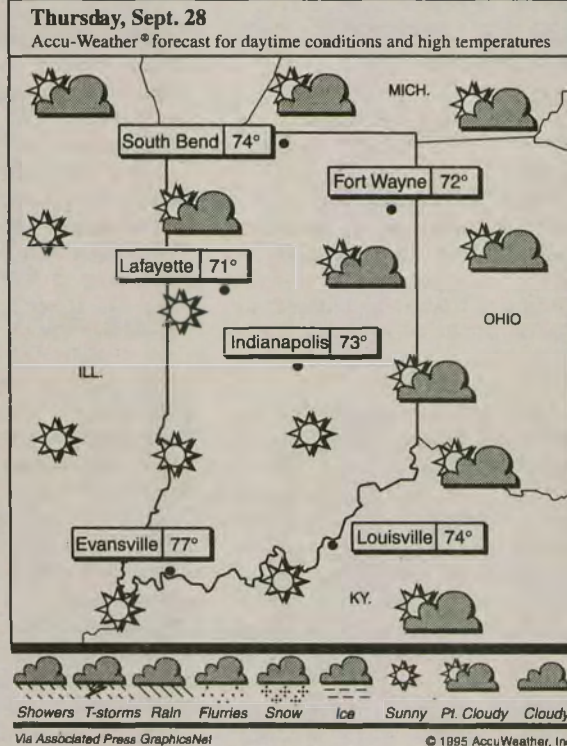 Thursday, Sept. 28
Accu-Weather® forecast for daytime conditions and high temperatures
MICH.
South Bend 74°
Fort Wayne 72°
Lafayette 71°
OHIO
Indianapolis 73°
ILL.
Evansville 77°
Louisville 74°
KY.
Showers T-storms Rain Flurries Snow Ice Sunny Pt. Cloudy Cloudy
Via Associated Press GraphicsNet
© 1995 AccuWeather, Inc